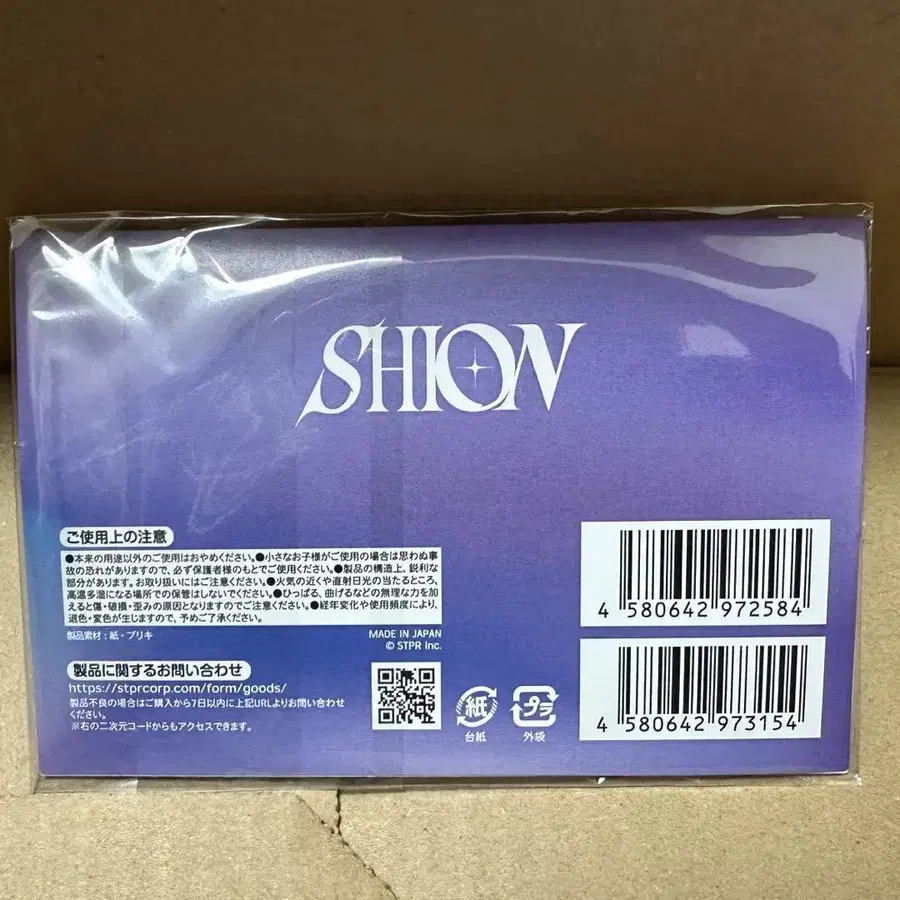 SHION
ご使用上の注意
●本来の用途以外のご使用はおやめください。●小さなお子様がご使用の場合は思わぬ事
故の恐れがありますので、必ず保護者様のもとでご使用ください。●製品の構造上、鋭利な
部分があります。お取り扱いにはご注意ください。●火気の近くや直射日光の当たるところ、
高温多湿になる場所での保管はしないでください。●ひっぱる、曲げるなどの無理な力を加
えると傷・破損・歪みの原因となりますのでご注意ください。●経年変化や使用頻度により、
退色・変色が生じますので、予めご了承ください。
製品素材：紙・ブリキ
MADE IN JAPAN
© STPR Inc.
製品に関するお問い合わせ
https://stprcorp.com/form/goods/
製品不良の場合はご購入から7日以内に上記URLよりお問い合わせ
ください。
※右の二次元コードからもアクセスできます。
紙
台紙
プラ
外袋
4 580642 972584
4 580642 973154